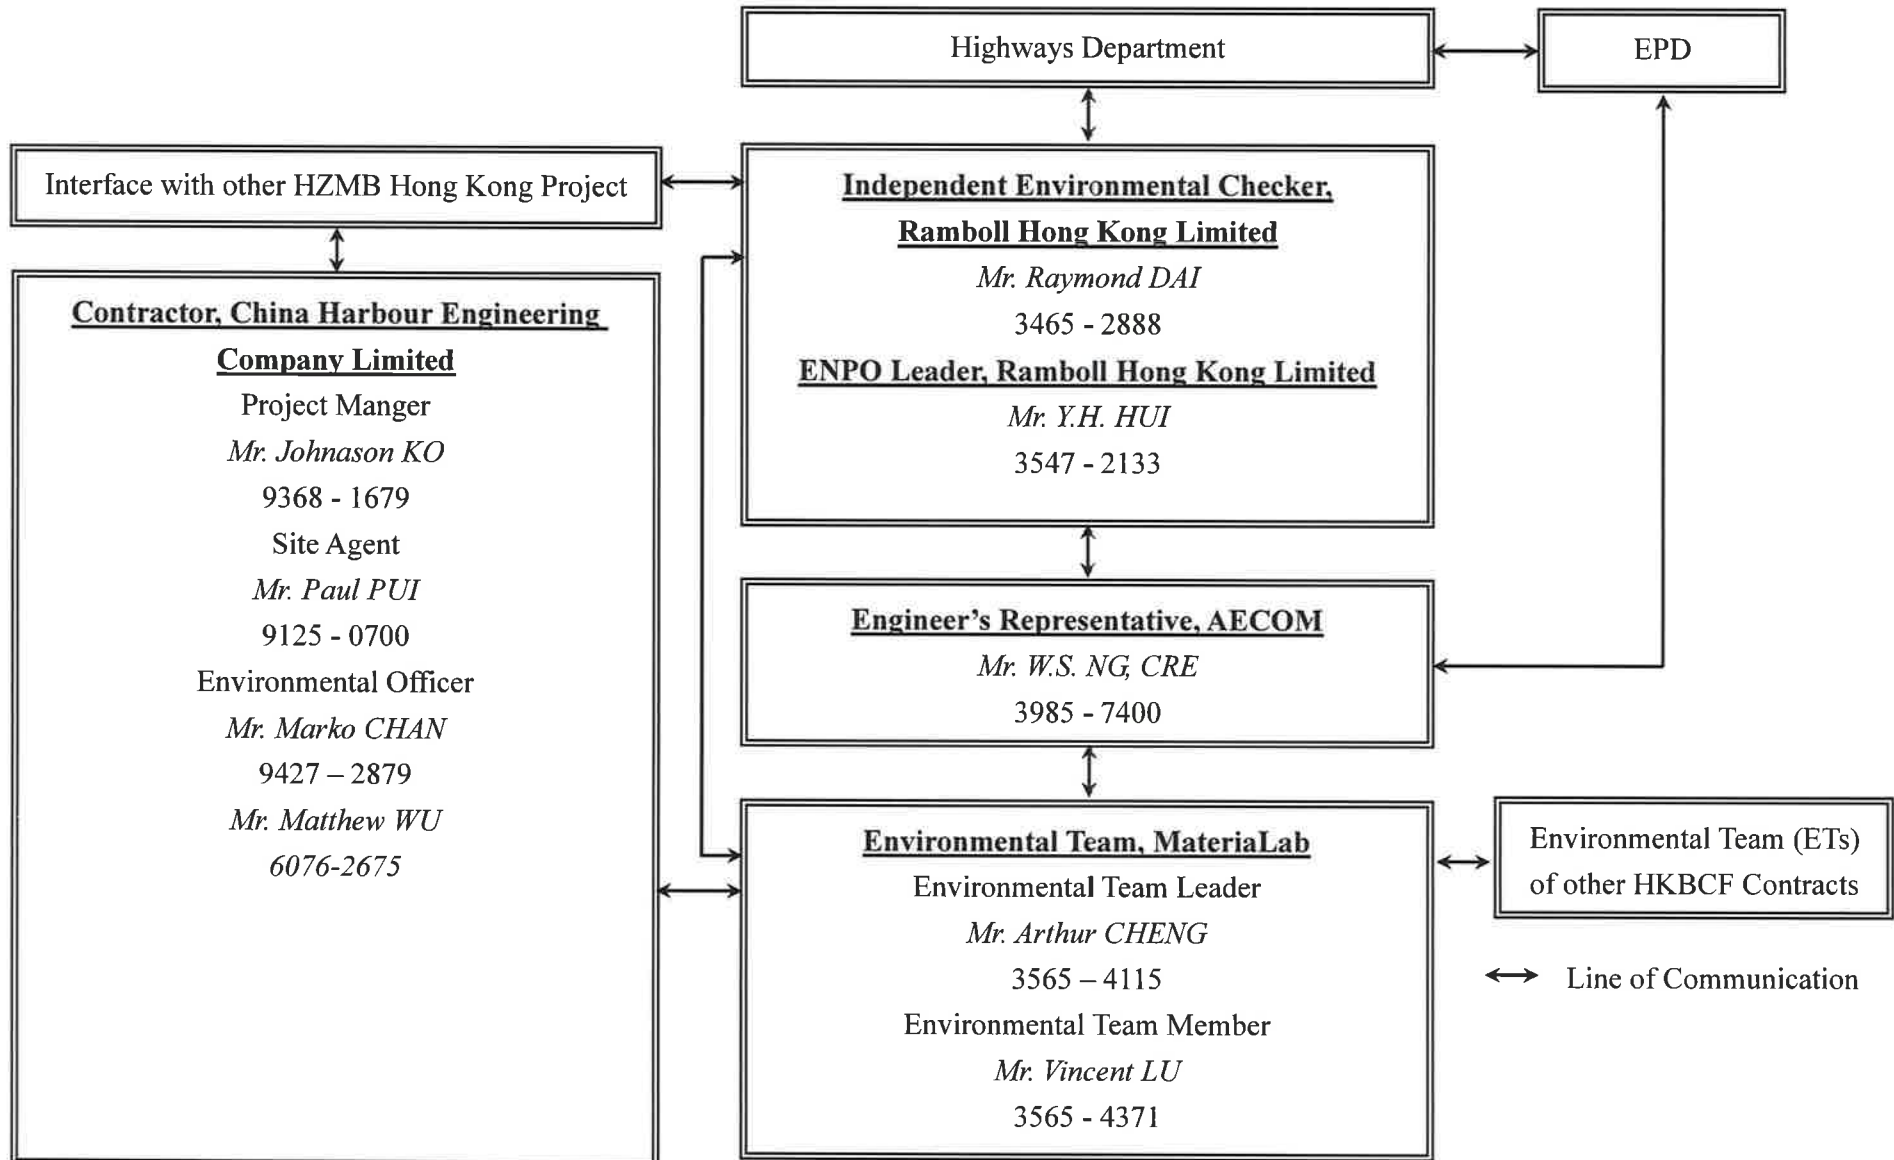 Highways Department
EPD
Interface with other HZMB Hong Kong Project
Independent Environmental Checker,
Ramboll Hong Kong Limited
Mr. Raymond DAI
3465 - 2888
ENPO Leader, Ramboll Hong Kong Limited
Mr. Y.H. HUI
3547 - 2133
Contractor, China Harbour Engineering
Company Limited
Project Manger
Mr. Johnason KO
9368 - 1679
Site Agent
Mr. Paul PUI
9125 - 0700
Environmental Officer
Mr. Marko CHAN
9427 – 2879
Mr. Matthew WU
6076-2675
Engineer’s Representative, AECOM
Mr. W.S. NG, CRE
3985 - 7400
Environmental Team, MateriaLab
Environmental Team Leader
Mr. Arthur CHENG
3565 – 4115
Environmental Team Member
Mr. Vincent LU
3565 - 4371
Environmental Team (ETs)
of other HKBCF Contracts
Line of Communication